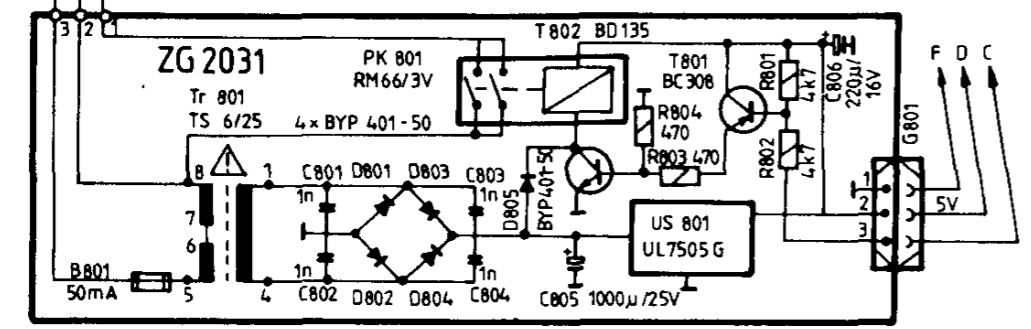 3 2 1
ZG 2031
Tr 801
TS 6/25
PK 801
RM66/3V
4 × BYP 401-50
T802 BD135
T801
BC308
R801
4k7
R802
4k7
C806
220µ/
16V
R804
470
R803 470
D805
BYP401-50
8
7
6
5
1
4
C801
1n
D801
D803
C803
1n
1n
C802
D802
D804
1n
C804
B801
50mA
C805 1000µ/25V
US 801
UL7505G
G801
1
2
3
5V
F D C